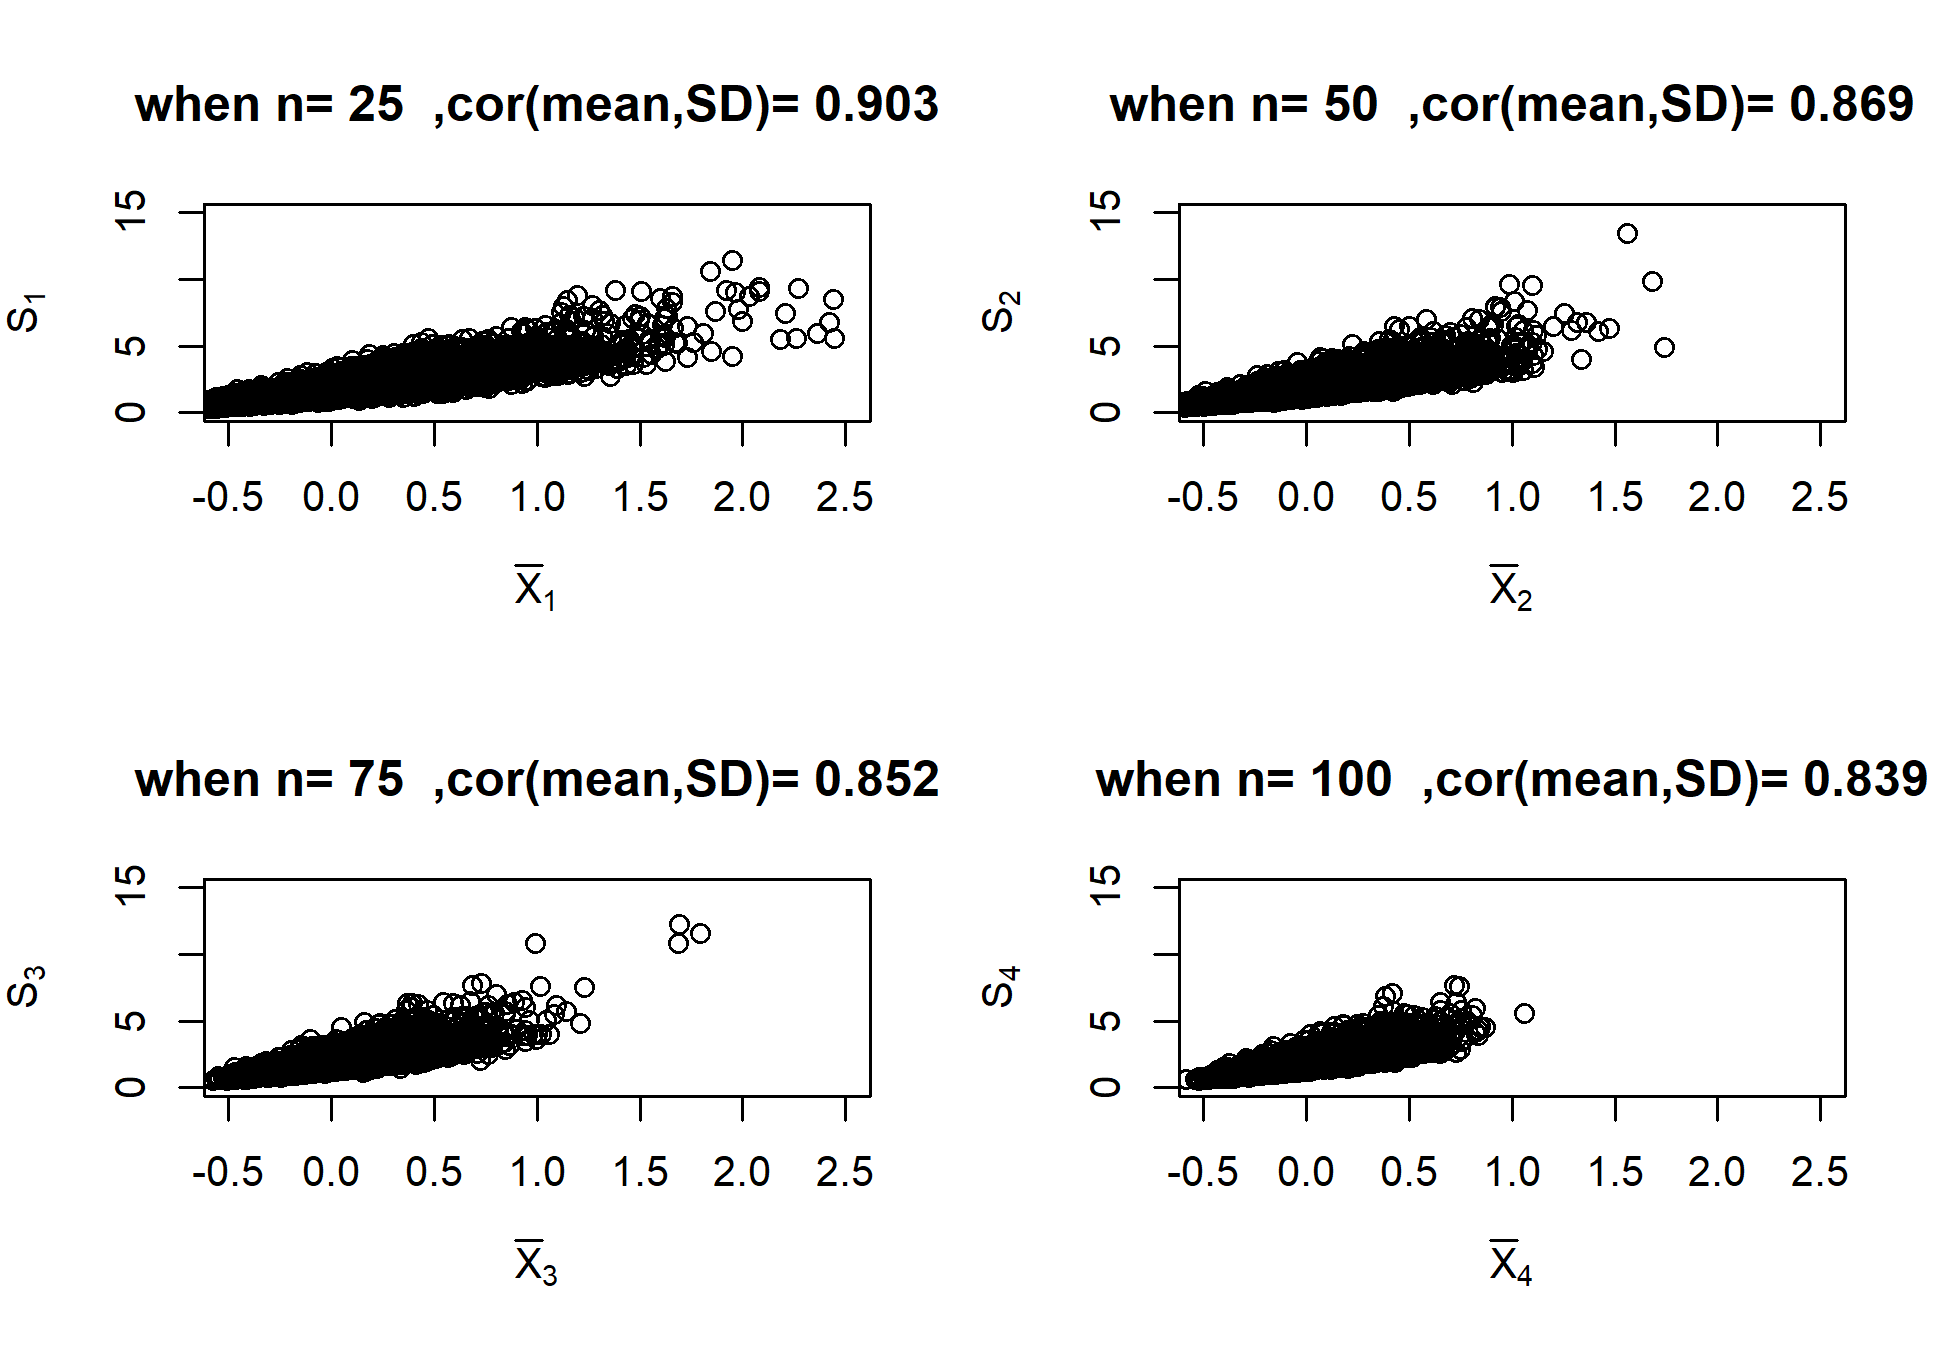 when n= 25  ,cor(mean,SD)= 0.903
S1
15
5
0
-0.5 0.0 0.5 1.0 1.5 2.0 2.5
X̅1
when n= 50  ,cor(mean,SD)= 0.869
S2
15
5
0
-0.5 0.0 0.5 1.0 1.5 2.0 2.5
X̅2
when n= 75  ,cor(mean,SD)= 0.852
S3
15
5
0
-0.5 0.0 0.5 1.0 1.5 2.0 2.5
X̅3
when n= 100  ,cor(mean,SD)= 0.839
S4
15
5
0
-0.5 0.0 0.5 1.0 1.5 2.0 2.5
X̅4